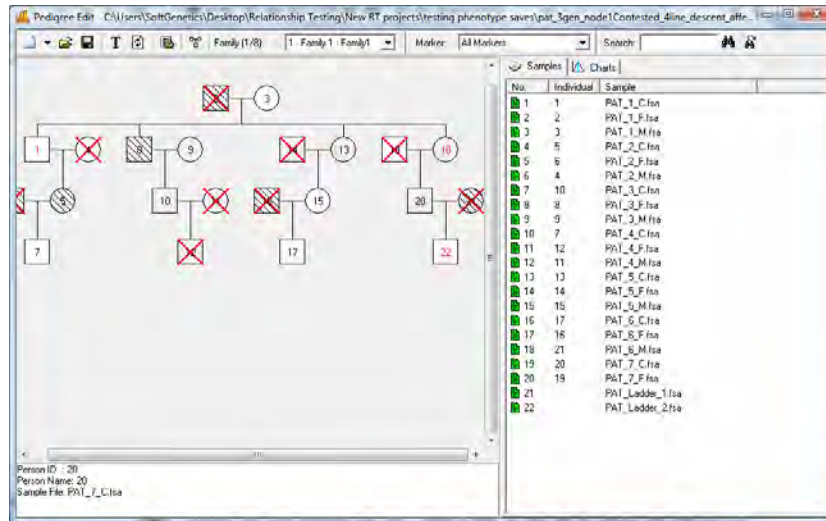 Pedigree Edit - C:\Users\SoftGenetics\Desktop\Relationship Testing\New RT projects\testing phenotype saves\pat_3gen_node1Contested_4line_descent_affe...
T Family (1/8) 1 - Family 1 - Family1 Marker: All Markers Search:
Samples Charts
No. Individual Sample
1 1 PAT_1_C.fsa
2 2 PAT_1_F.fsa
3 3 PAT_1_M.fsa
4 5 PAT_2_C.fsa
5 6 PAT_2_F.fsa
6 4 PAT_2_M.fsa
7 10 PAT_3_C.fsa
8 8 PAT_3_F.fsa
9 9 PAT_3_M.fsa
10 7 PAT_4_C.fsa
11 12 PAT_4_F.fsa
12 11 PAT_4_M.fsa
13 13 PAT_5_C.fsa
14 14 PAT_5_F.fsa
15 15 PAT_5_M.fsa
16 17 PAT_6_C.fsa
17 16 PAT_6_F.fsa
18 21 PAT_6_M.fsa
19 20 PAT_7_C.fsa
20 19 PAT_7_F.fsa
21 PAT_Ladder_1.fsa
22 PAT_Ladder_2.fsa
3
1 8 9 13
5 10 15 20
7 17 22
Person ID : 20
Person Name: 20
Sample File: PAT_7_C.fsa